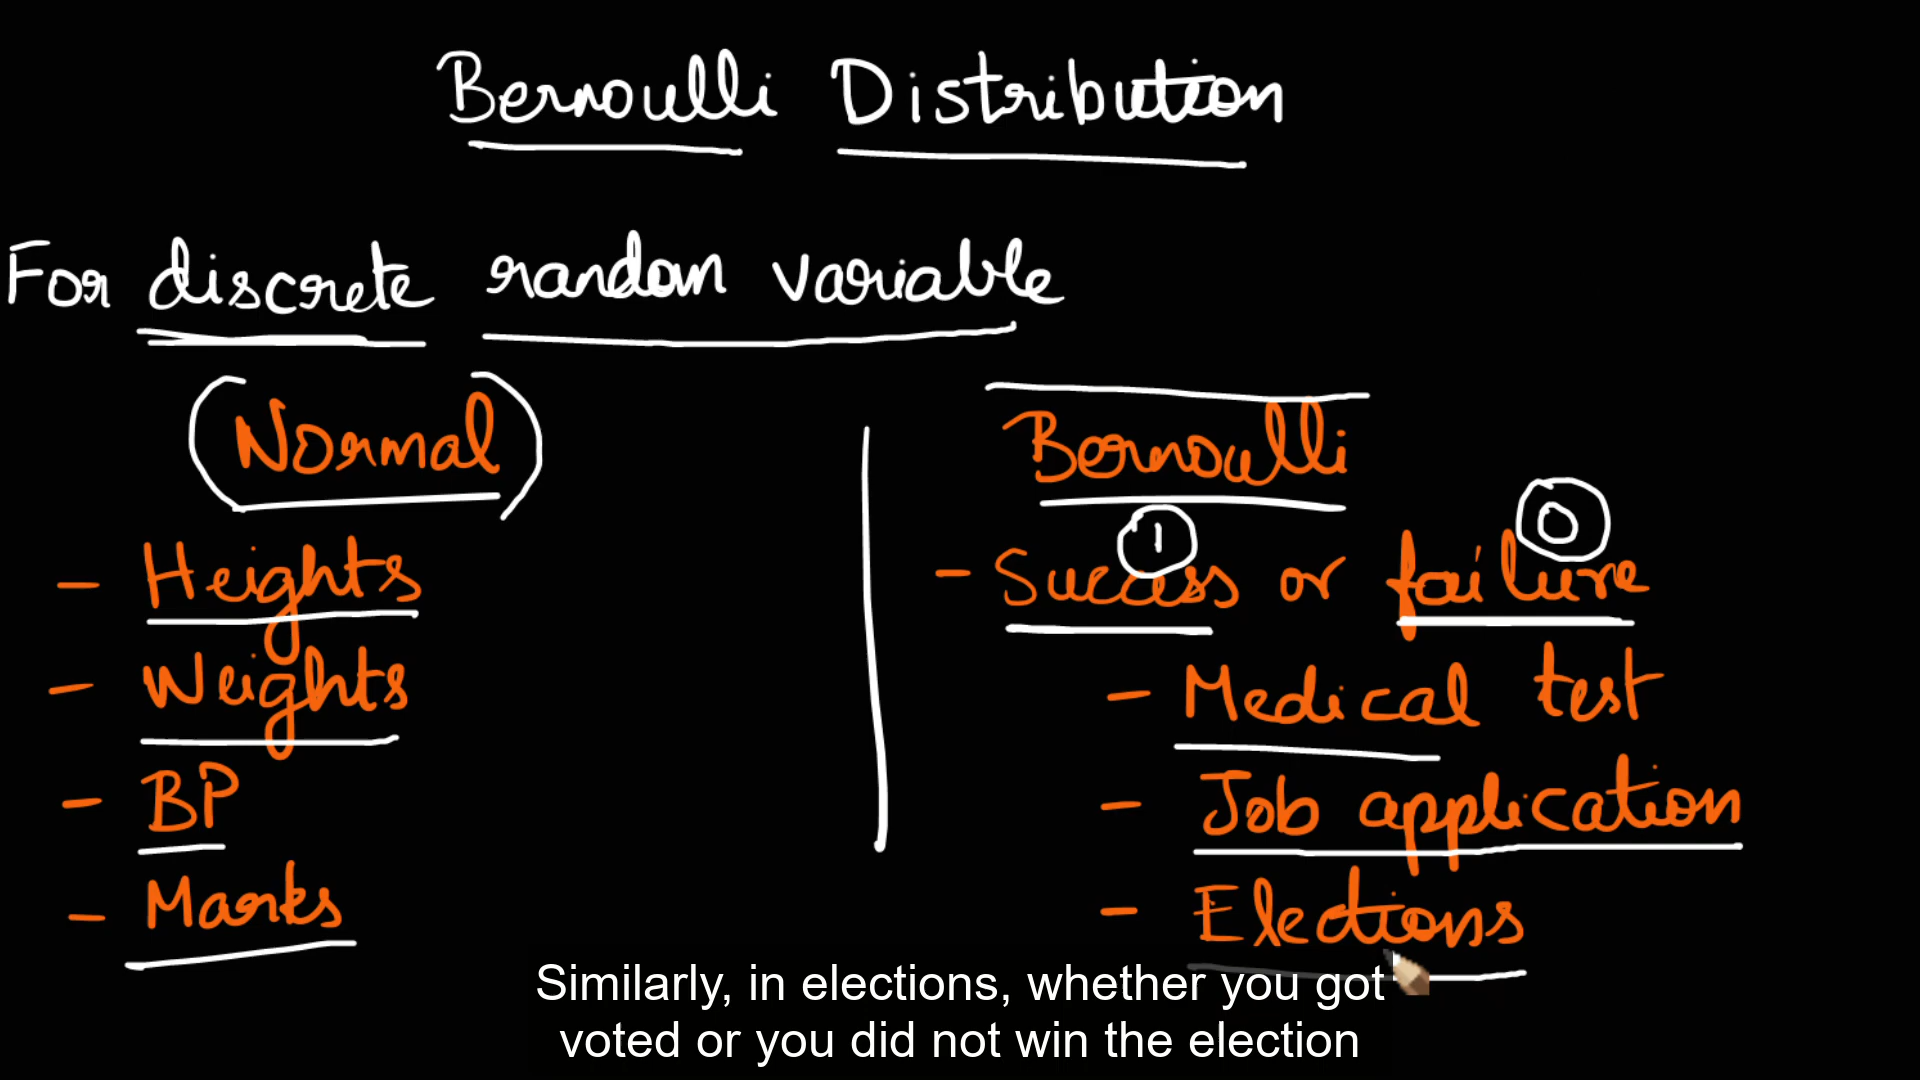 Bernoulli Distribution
For discrete random variable
(Normal)
- Heights
- Weights
- BP
- Marks
Bernoulli
1
0
- Success or failure
- Medical test
- Job application
- Elections
Similarly, in elections, whether you got
voted or you did not win the election